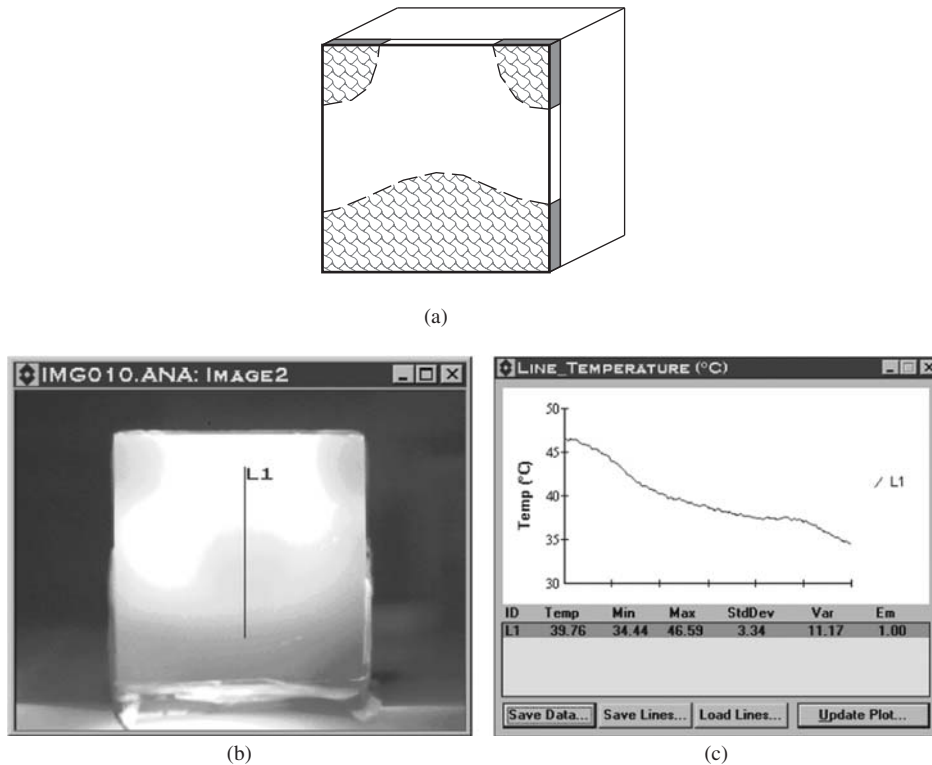 (a)
IMG010.ANA: IMAGE2
L1
(b)
LINE_TEMPERATURE (°C)
Temp (°C)
50
45
40
35
30
L1
ID Temp Min Max StdDev Var Em
L1 39.76 34.44 46.59 3.34 11.17 1.00
Save Data... Save Lines... Load Lines... Update Plot...
(c)